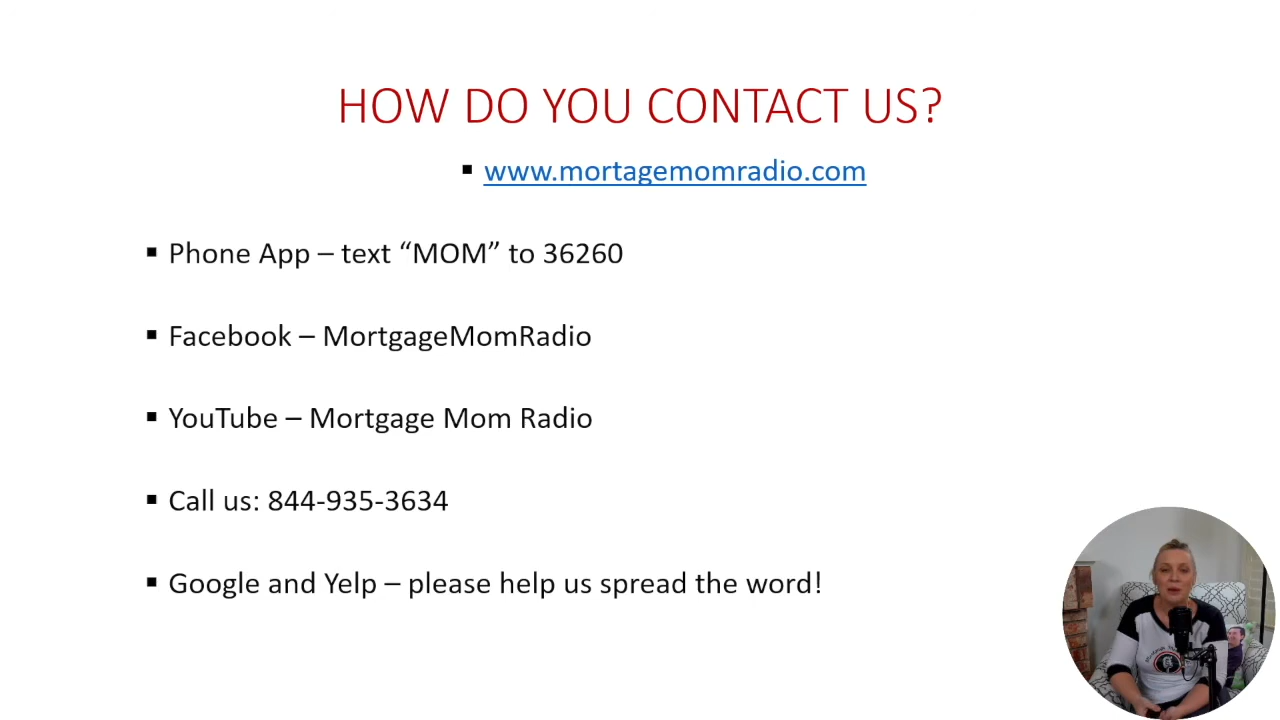 HOW DO YOU CONTACT US?
▪ www.mortagemomradio.com
▪ Phone App – text “MOM” to 36260
▪ Facebook – MortgageMomRadio
▪ YouTube – Mortgage Mom Radio
▪ Call us: 844-935-3634
▪ Google and Yelp – please help us spread the word!